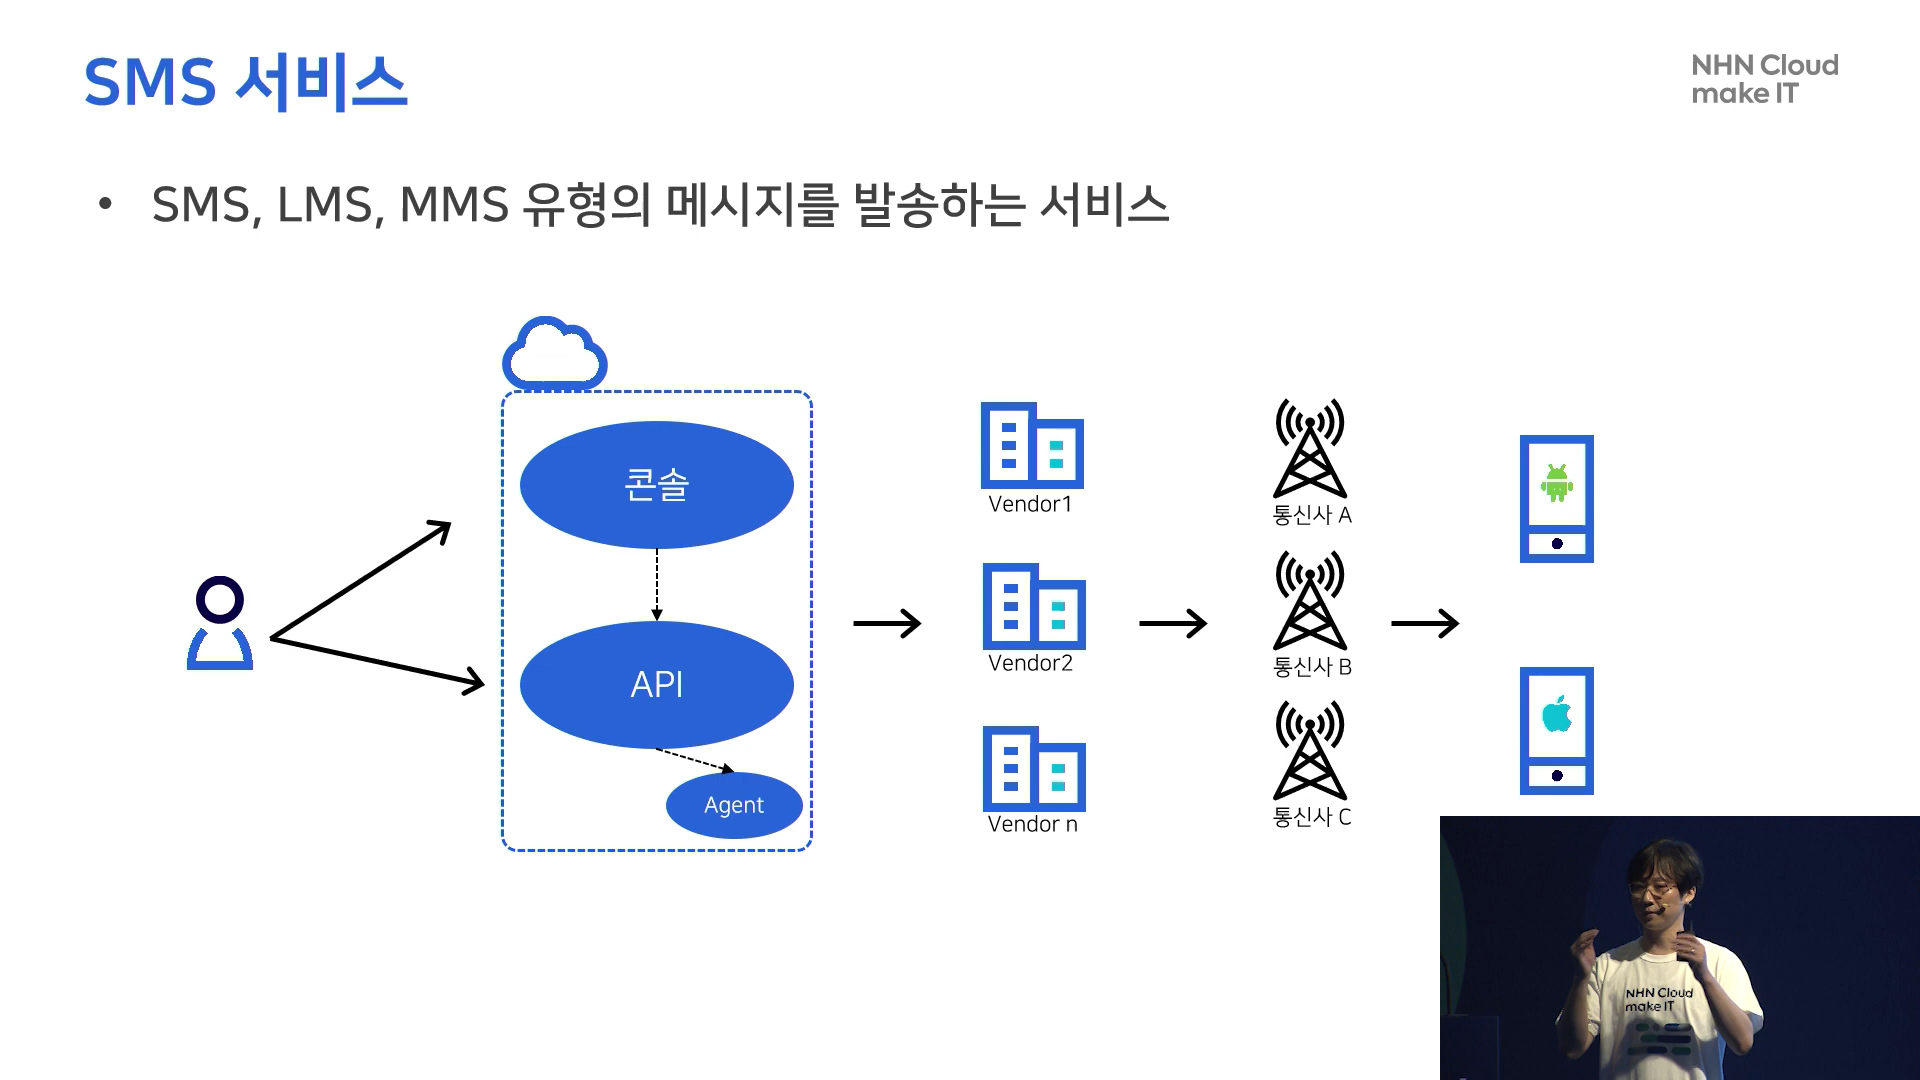 SMS 서비스
NHN Cloud
make IT
• SMS, LMS, MMS 유형의 메시지를 발송하는 서비스
콘솔
API
Agent
Vendor1
Vendor2
Vendor n
통신사 A
통신사 B
통신사 C
NHN Cloud
make IT